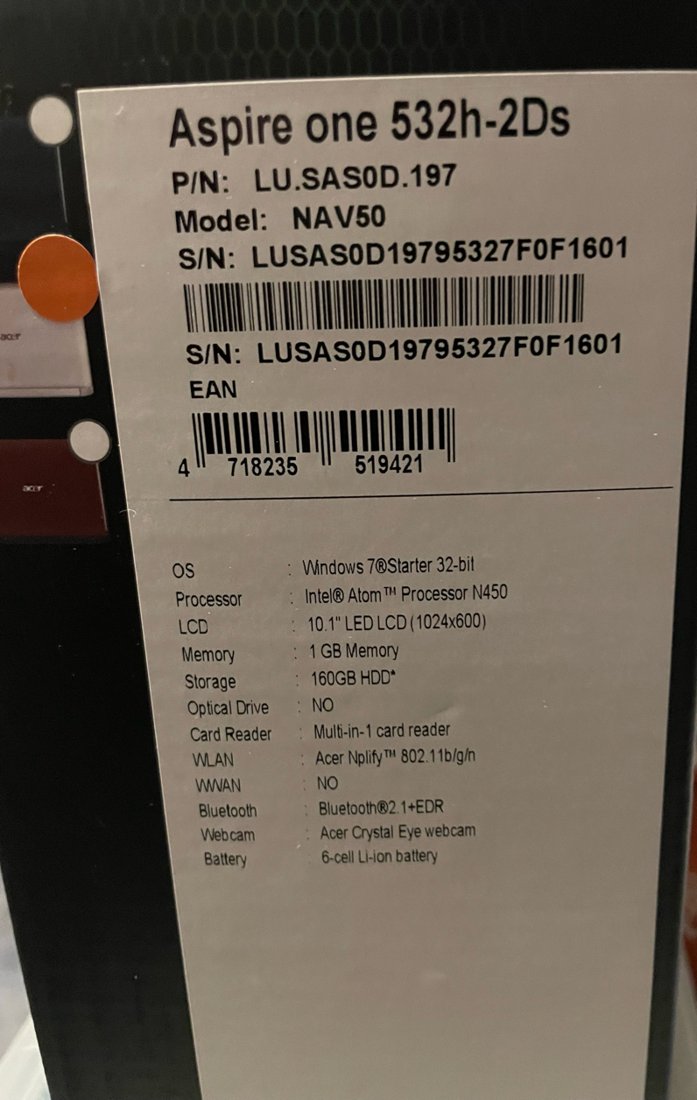 Aspire one 532h-2Ds
P/N: LU.SAS0D.197
Model: NAV50
S/N: LUSAS0D19795327F0F1601
S/N: LUSAS0D19795327F0F1601
EAN
4 718235 519421
acer
acer
OS : Windows 7®Starter 32-bit
Processor : Intel® Atom™ Processor N450
LCD : 10.1" LED LCD (1024x600)
Memory : 1 GB Memory
Storage : 160GB HDD*
Optical Drive : NO
Card Reader : Multi-in-1 card reader
WLAN : Acer Nplify™ 802.11b/g/n
WWAN : NO
Bluetooth : Bluetooth®2.1+EDR
Webcam : Acer Crystal Eye webcam
Battery : 6-cell Li-ion battery